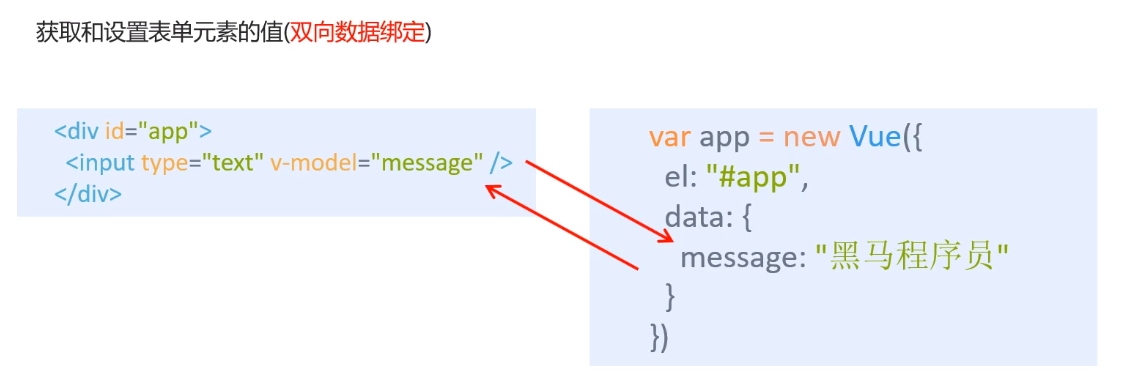 获取和设置表单元素的值(双向数据绑定)
<div id="app">
<input type="text" v-model="message" />
</div>
var app = new Vue({
el: "#app",
data: {
message: "黑马程序员"
}
})